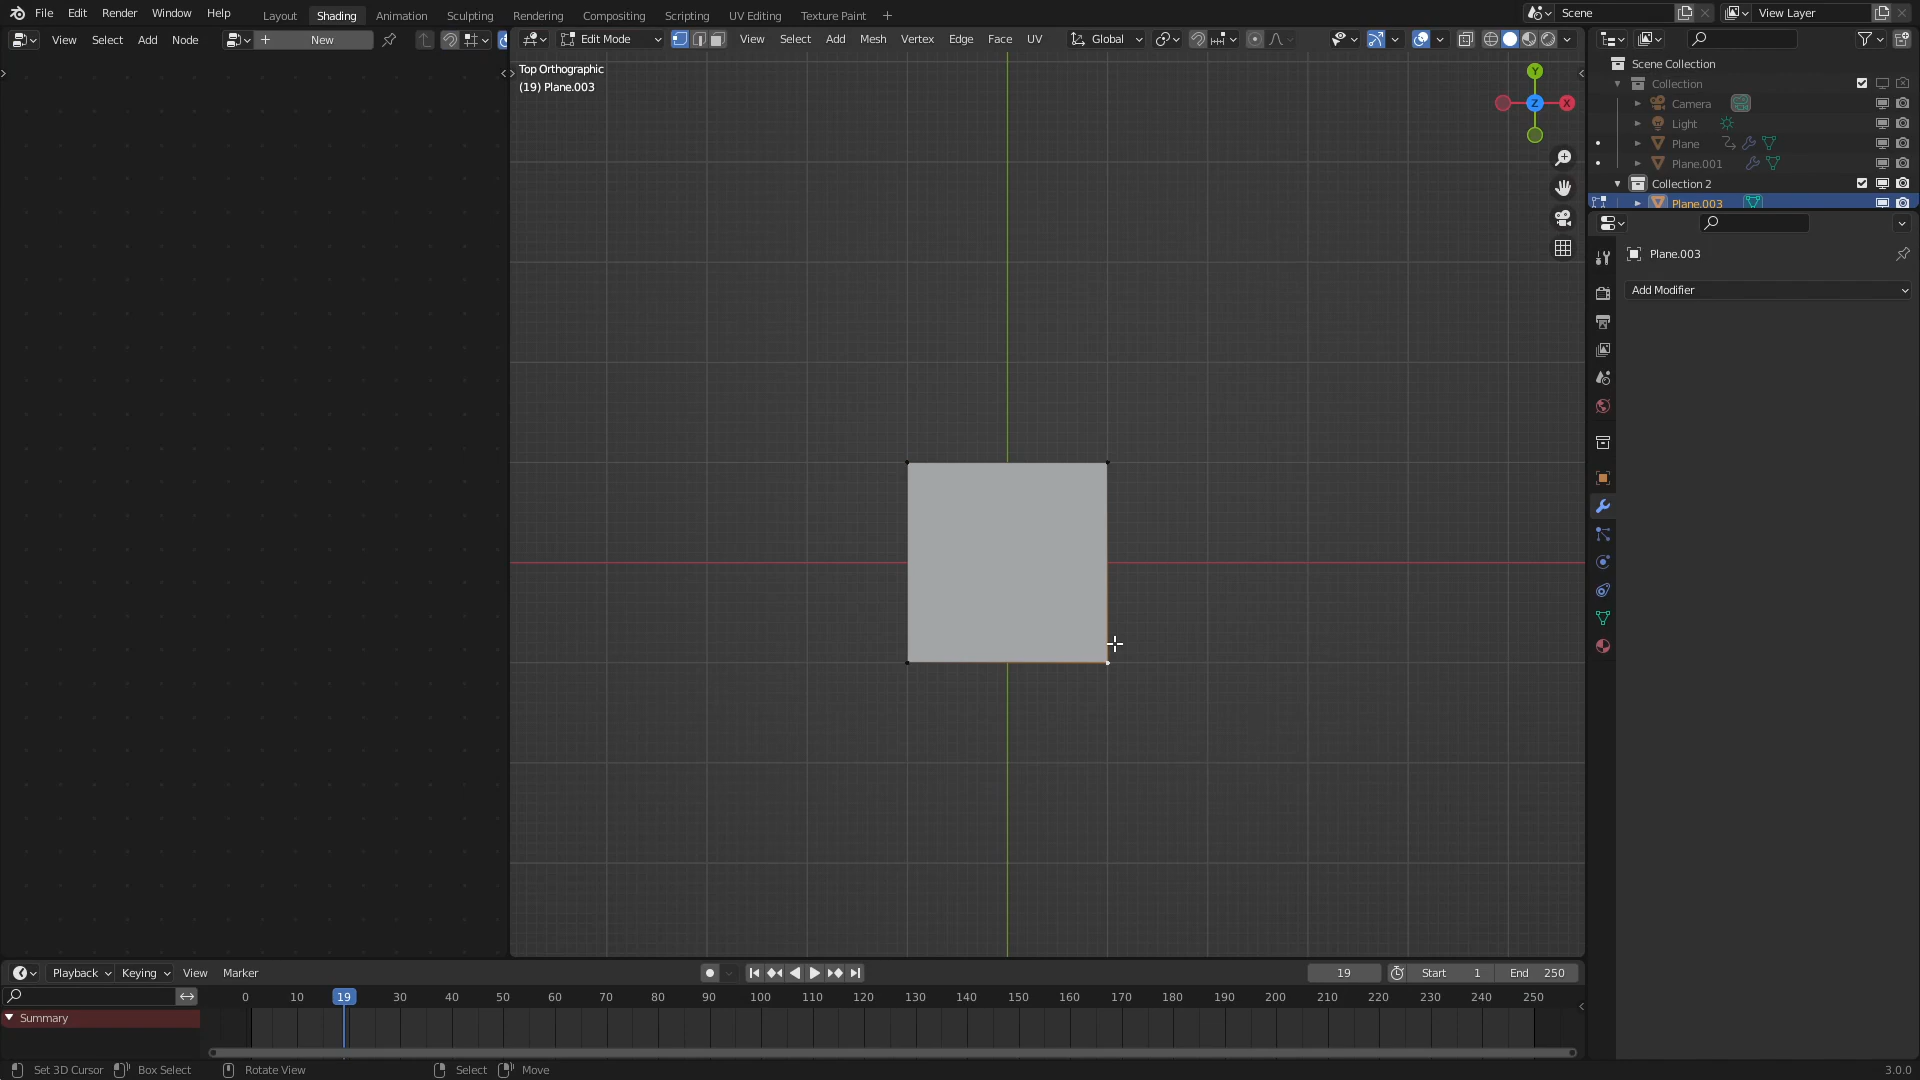 File Edit Render Window Help Layout Shading Animation Sculpting Rendering Compositing Scripting UV Editing Texture Paint + Scene View Layer
View Select Add Node New Edit Mode View Select Add Mesh Vertex Edge Face UV Global
Top Orthographic
(19) Plane.003
Y
Z
X
Scene Collection
Collection
Camera
Light
Plane
Plane.001
Collection 2
Plane.003
Plane.003
Add Modifier
Playback Keying View Marker 19 Start 1 End 250
0 10 19 30 40 50 60 70 80 90 100 110 120 130 140 150 160 170 180 190 200 210 220 230 240 250
Summary
Set 3D Cursor Box Select Rotate View Select Move 3.0.0